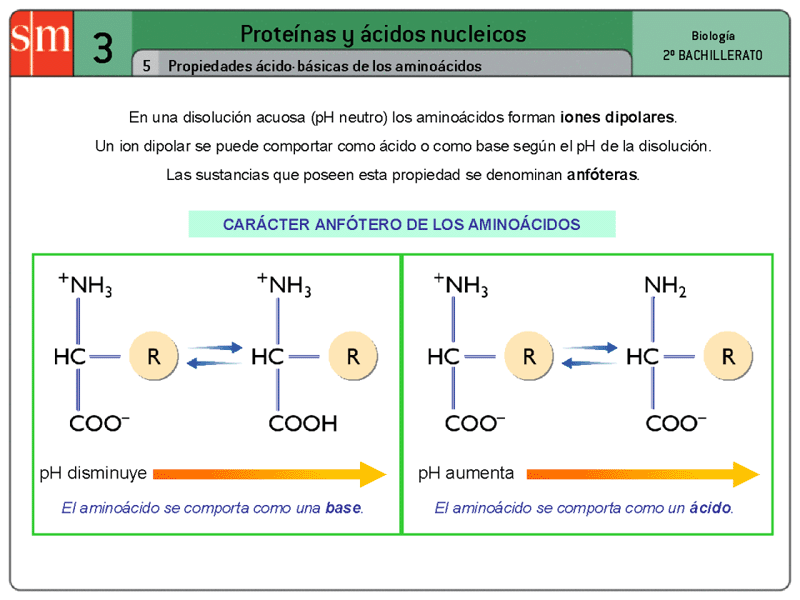 sm
3
Proteínas y ácidos nucleicos
5 Propiedades ácido-básicas de los aminoácidos
Biología
2º BACHILLERATO
En una disolución acuosa (pH neutro) los aminoácidos forman iones dipolares.
Un ion dipolar se puede comportar como ácido o como base según el pH de la disolución.
Las sustancias que poseen esta propiedad se denominan anfóteras.
CARÁCTER ANFÓTERO DE LOS AMINOÁCIDOS
⁺NH₃ ⁺NH₃
HC R HC R
COO⁻ COOH
pH disminuye
El aminoácido se comporta como una base.
⁺NH₃ NH₂
HC R HC R
COO⁻ COO⁻
pH aumenta
El aminoácido se comporta como un ácido.